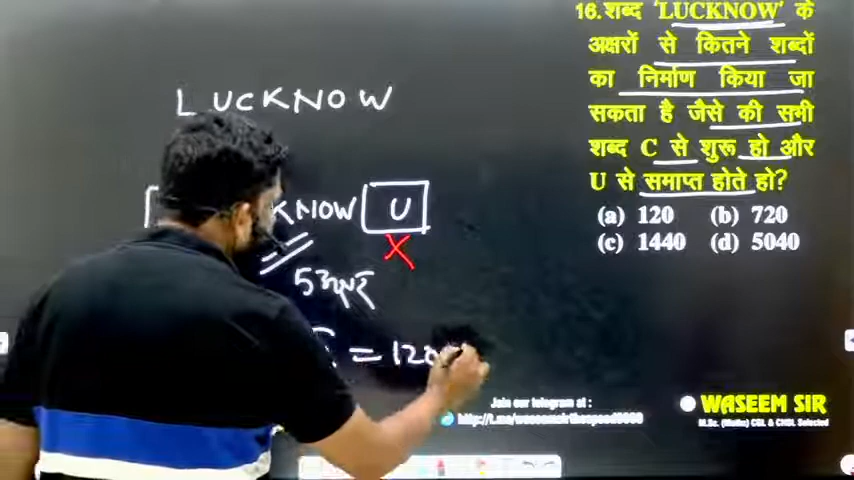 16. शब्द 'LUCKNOW' के
अक्षरों से कितने शब्दों
का निर्माण किया जा
सकता है जैसे की सभी
शब्द C से शुरू हो और
U से समाप्त होते हो?
(a) 120 (b) 720
(c) 1440 (d) 5040
LUCKNOW
KNOW U
X
5 अक्षर
= 120
Join our telegram at :
WASEEM SIR